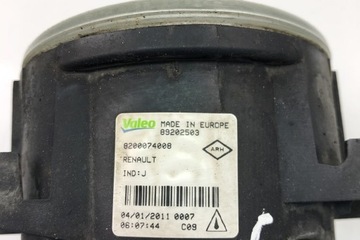 Valeo MADE IN EUROPE
89202503
8200074008
RENAULT
IND:J
04/01/2011 0007
06:07:44 C09